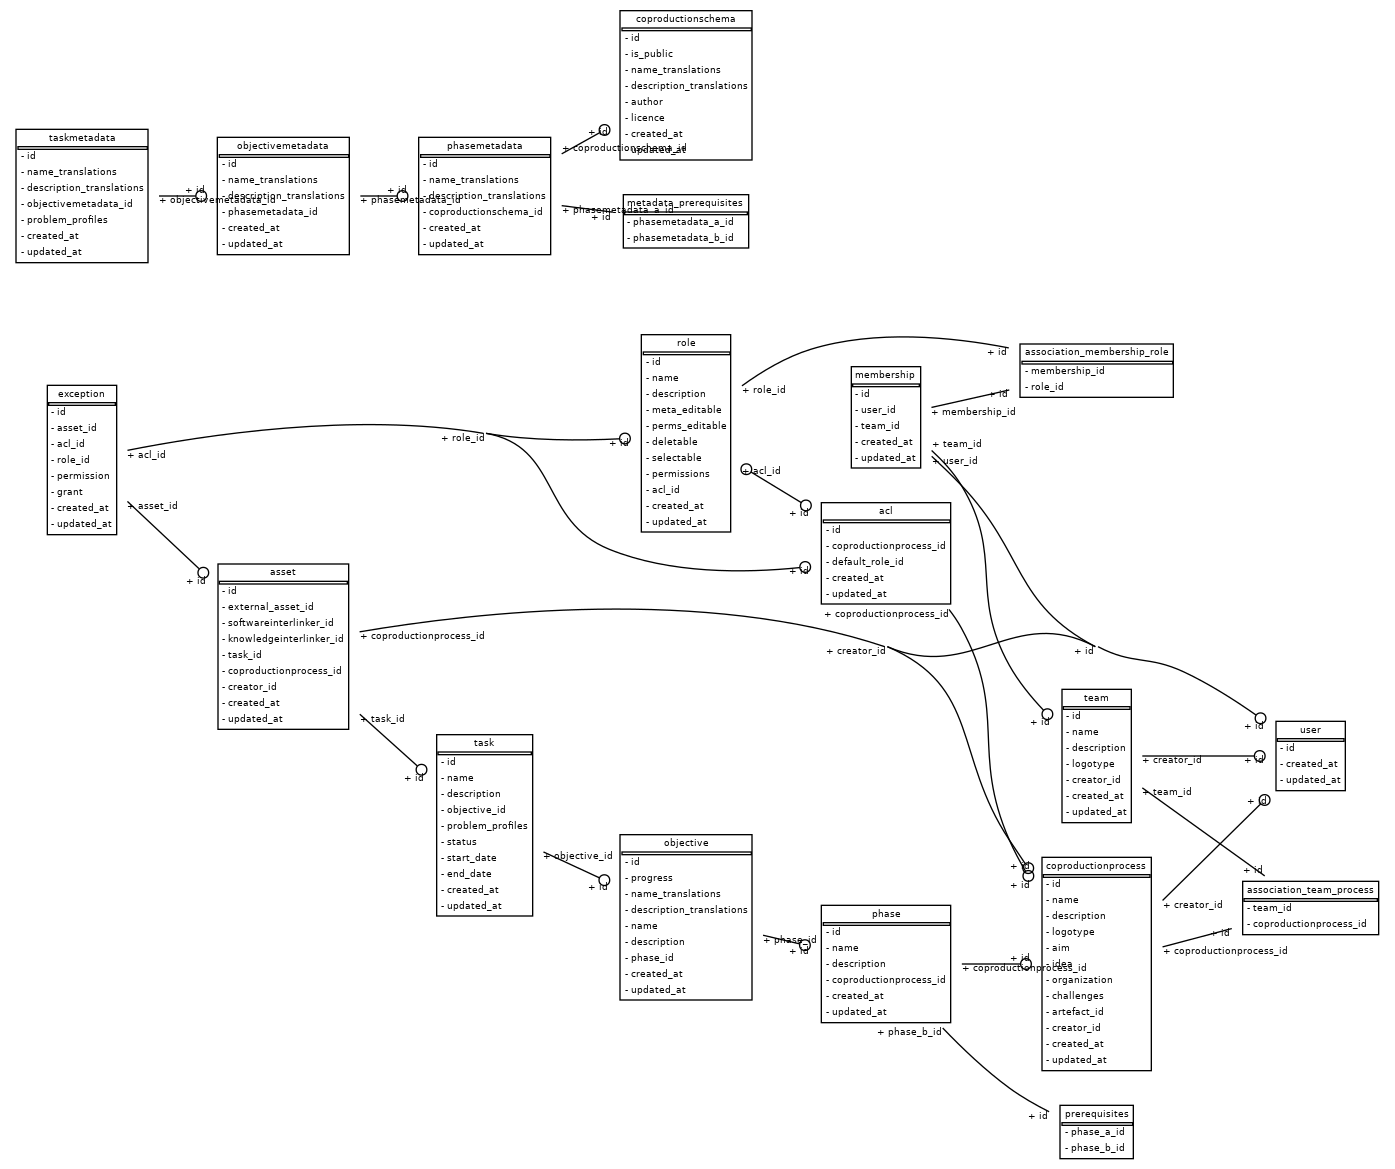 coproductionschema
- id
- is_public
- name_translations
- description_translations
- author
- licence
- created_at
- updated_at
taskmetadata
- id
- name_translations
- description_translations
- objectivemetadata_id
- problem_profiles
- created_at
- updated_at
+ id
+ objectivemetadata_id
objectivemetadata
- id
- name_translations
- description_translations
- phasemetadata_id
- created_at
- updated_at
+ id
+ phasemetadata_id
phasemetadata
- id
- name_translations
- description_translations
- coproductionschema_id
- created_at
- updated_at
+ id
+ coproductionschema_id
+ phasemetadata_a_id
+ id
metadata_prerequisites
- phasemetadata_a_id
- phasemetadata_b_id
role
- id
- name
- description
- meta_editable
- perms_editable
- deletable
- selectable
- permissions
- acl_id
- created_at
- updated_at
+ id
+ role_id
association_membership_role
- membership_id
- role_id
membership
- id
- user_id
- team_id
- created_at
- updated_at
+ id
+ membership_id
+ team_id
+ user_id
exception
- id
- asset_id
- acl_id
- role_id
- permission
- grant
- created_at
- updated_at
+ acl_id
+ role_id
+ id
+ asset_id
+ id
+ acl_id
+ id
+ id
acl
- id
- coproductionprocess_id
- default_role_id
- created_at
- updated_at
+ coproductionprocess_id
asset
- id
- external_asset_id
- softwareinterlinker_id
- knowledgeinterlinker_id
- task_id
- coproductionprocess_id
- creator_id
- created_at
- updated_at
+ coproductionprocess_id
+ creator_id
+ id
+ task_id
+ id
task
- id
- name
- description
- objective_id
- problem_profiles
- status
- start_date
- end_date
- created_at
- updated_at
+ objective_id
+ id
team
- id
- name
- description
- logotype
- creator_id
- created_at
- updated_at
+ id
+ creator_id
+ id
+ id
+ team_id
+ id
user
- id
- created_at
- updated_at
+ id
objective
- id
- progress
- name_translations
- description_translations
- name
- description
- phase_id
- created_at
- updated_at
+ phase_id
+ id
phase
- id
- name
- description
- coproductionprocess_id
- created_at
- updated_at
+ id
+ id
+ id
+ coproductionprocess_id
+ phase_b_id
coproductionprocess
- id
- name
- description
- logotype
- aim
- idea
- organization
- challenges
- artefact_id
- creator_id
- created_at
- updated_at
+ creator_id
+ id
+ coproductionprocess_id
association_team_process
- team_id
- coproductionprocess_id
+ id
prerequisites
- phase_a_id
- phase_b_id